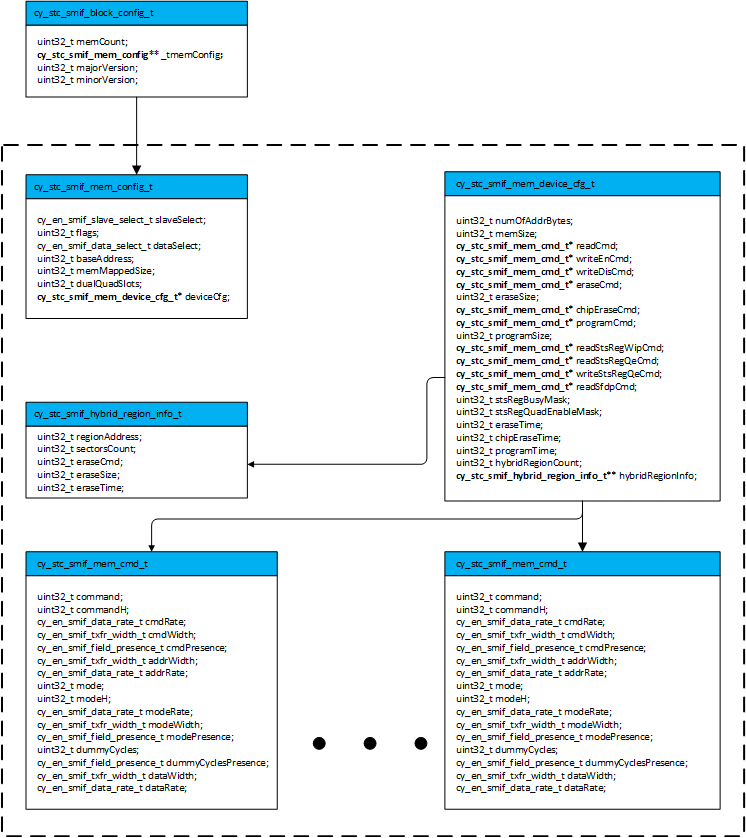 cy_stc_smif_block_config_t
uint32_t memCount;
cy_stc_smif_mem_config** _tmemConfig;
uint32_t majorVersion;
uint32_t minorVersion;
cy_stc_smif_mem_config_t
cy_en_smif_slave_select_t slaveSelect;
uint32_t flags;
cy_en_smif_data_select_t dataSelect;
uint32_t baseAddress;
uint32_t memMappedSize;
uint32_t dualQuadSlots;
cy_stc_smif_mem_device_cfg_t* deviceCfg;
cy_stc_smif_mem_device_cfg_t
uint32_t numOfAddrBytes;
uint32_t memSize;
cy_stc_smif_mem_cmd_t* readCmd;
cy_stc_smif_mem_cmd_t* writeEnCmd;
cy_stc_smif_mem_cmd_t* writeDisCmd;
cy_stc_smif_mem_cmd_t* eraseCmd;
uint32_t eraseSize;
cy_stc_smif_mem_cmd_t* chipEraseCmd;
cy_stc_smif_mem_cmd_t* programCmd;
uint32_t programSize;
cy_stc_smif_mem_cmd_t* readStsRegWipCmd;
cy_stc_smif_mem_cmd_t* readStsRegQeCmd;
cy_stc_smif_mem_cmd_t* writeStsRegQeCmd;
cy_stc_smif_mem_cmd_t* readSfdpCmd;
uint32_t stsRegBusyMask;
uint32_t stsRegQuadEnableMask;
uint32_t eraseTime;
uint32_t chipEraseTime;
uint32_t programTime;
uint32_t hybridRegionCount;
cy_stc_smif_hybrid_region_info_t** hybridRegionInfo;
cy_stc_smif_hybrid_region_info_t
uint32_t regionAddress;
uint32_t sectorsCount;
uint32_t eraseCmd;
uint32_t eraseSize;
uint32_t eraseTime;
cy_stc_smif_mem_cmd_t
uint32_t command;
uint32_t commandH;
cy_en_smif_data_rate_t cmdRate;
cy_en_smif_txfr_width_t cmdWidth;
cy_en_smif_field_presence_t cmdPresence;
cy_en_smif_txfr_width_t addrWidth;
cy_en_smif_data_rate_t addrRate;
uint32_t mode;
uint32_t modeH;
cy_en_smif_data_rate_t modeRate;
cy_en_smif_txfr_width_t modeWidth;
cy_en_smif_field_presence_t modePresence;
uint32_t dummyCycles;
cy_en_smif_field_presence_t dummyCyclesPresence;
cy_en_smif_txfr_width_t dataWidth;
cy_en_smif_data_rate_t dataRate;
cy_stc_smif_mem_cmd_t
uint32_t command;
uint32_t commandH;
cy_en_smif_data_rate_t cmdRate;
cy_en_smif_txfr_width_t cmdWidth;
cy_en_smif_field_presence_t cmdPresence;
cy_en_smif_txfr_width_t addrWidth;
cy_en_smif_data_rate_t addrRate;
uint32_t mode;
uint32_t modeH;
cy_en_smif_data_rate_t modeRate;
cy_en_smif_txfr_width_t modeWidth;
cy_en_smif_field_presence_t modePresence;
uint32_t dummyCycles;
cy_en_smif_field_presence_t dummyCyclesPresence;
cy_en_smif_txfr_width_t dataWidth;
cy_en_smif_data_rate_t dataRate;